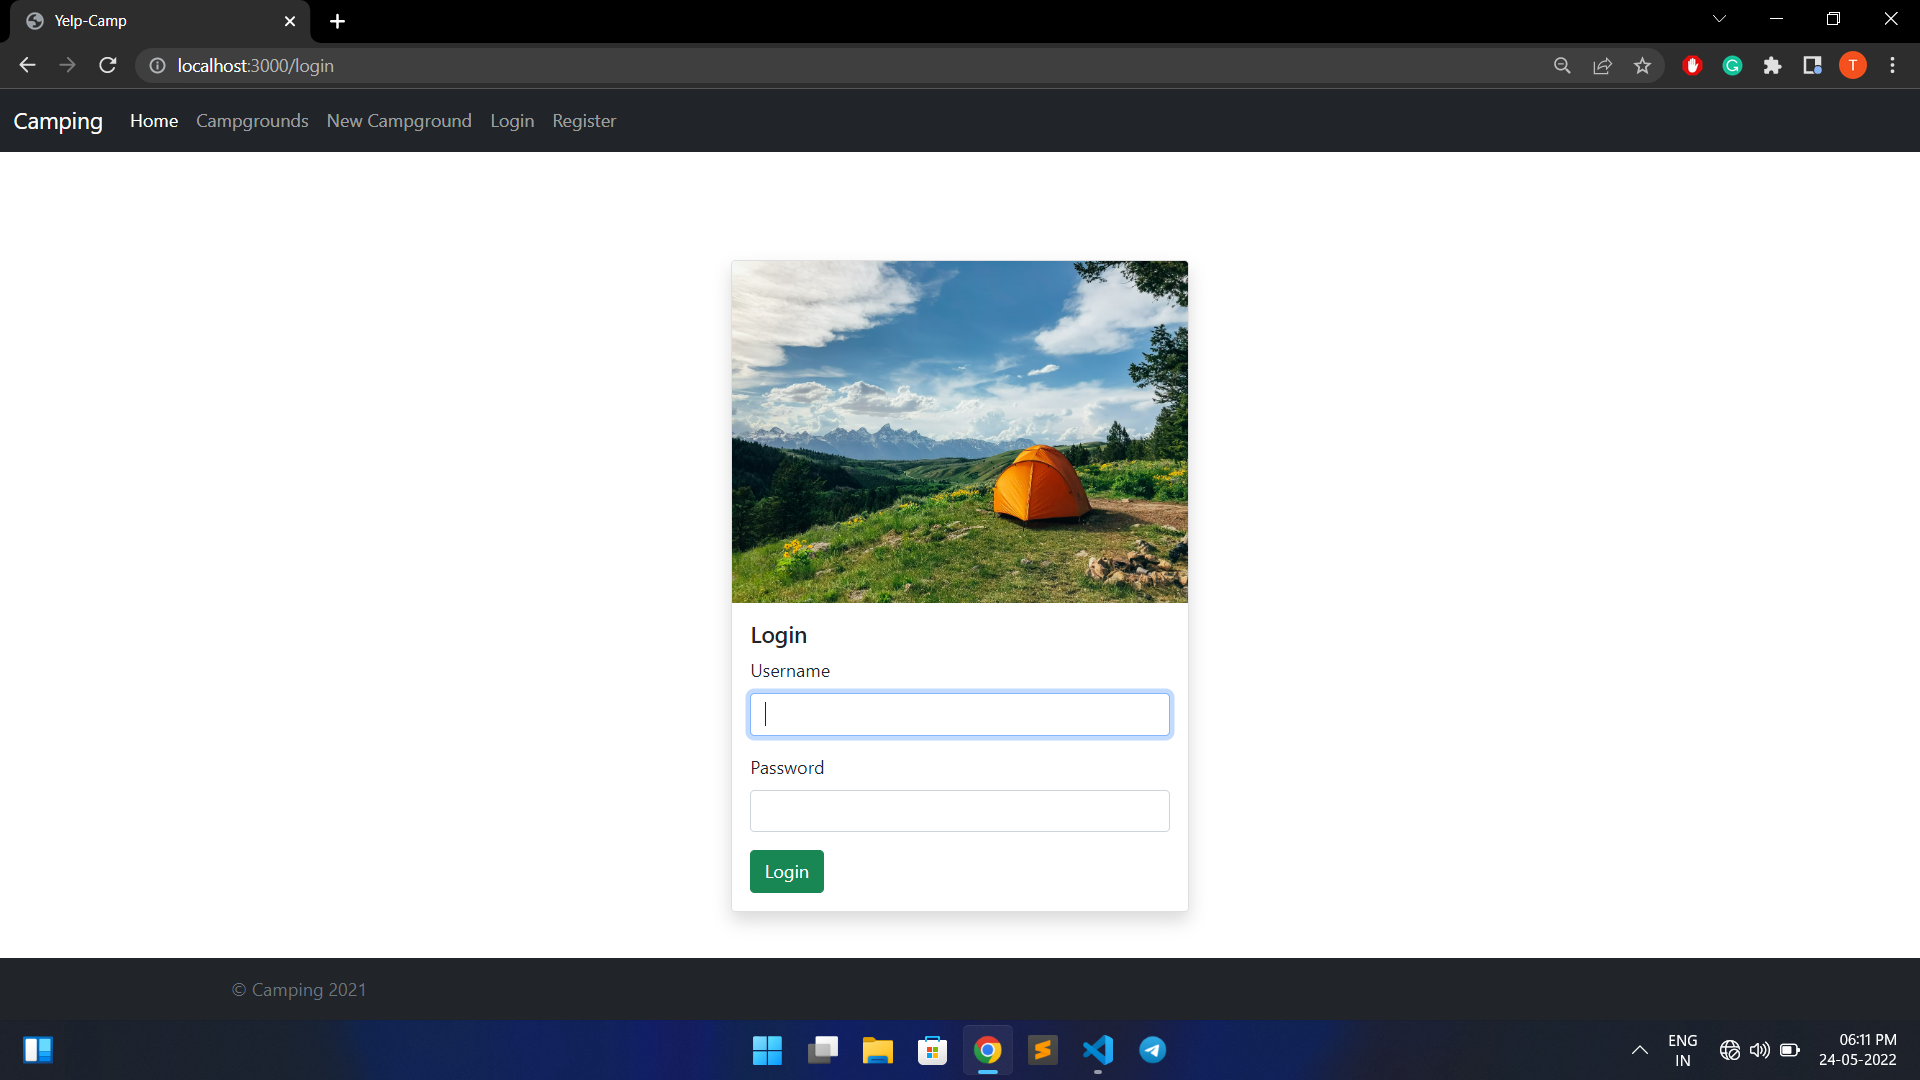 Yelp-Camp
localhost:3000/login
T
Camping Home Campgrounds New Campground Login Register
Login
Username
Password
Login
© Camping 2021
ENG
IN
06:11 PM
24-05-2022